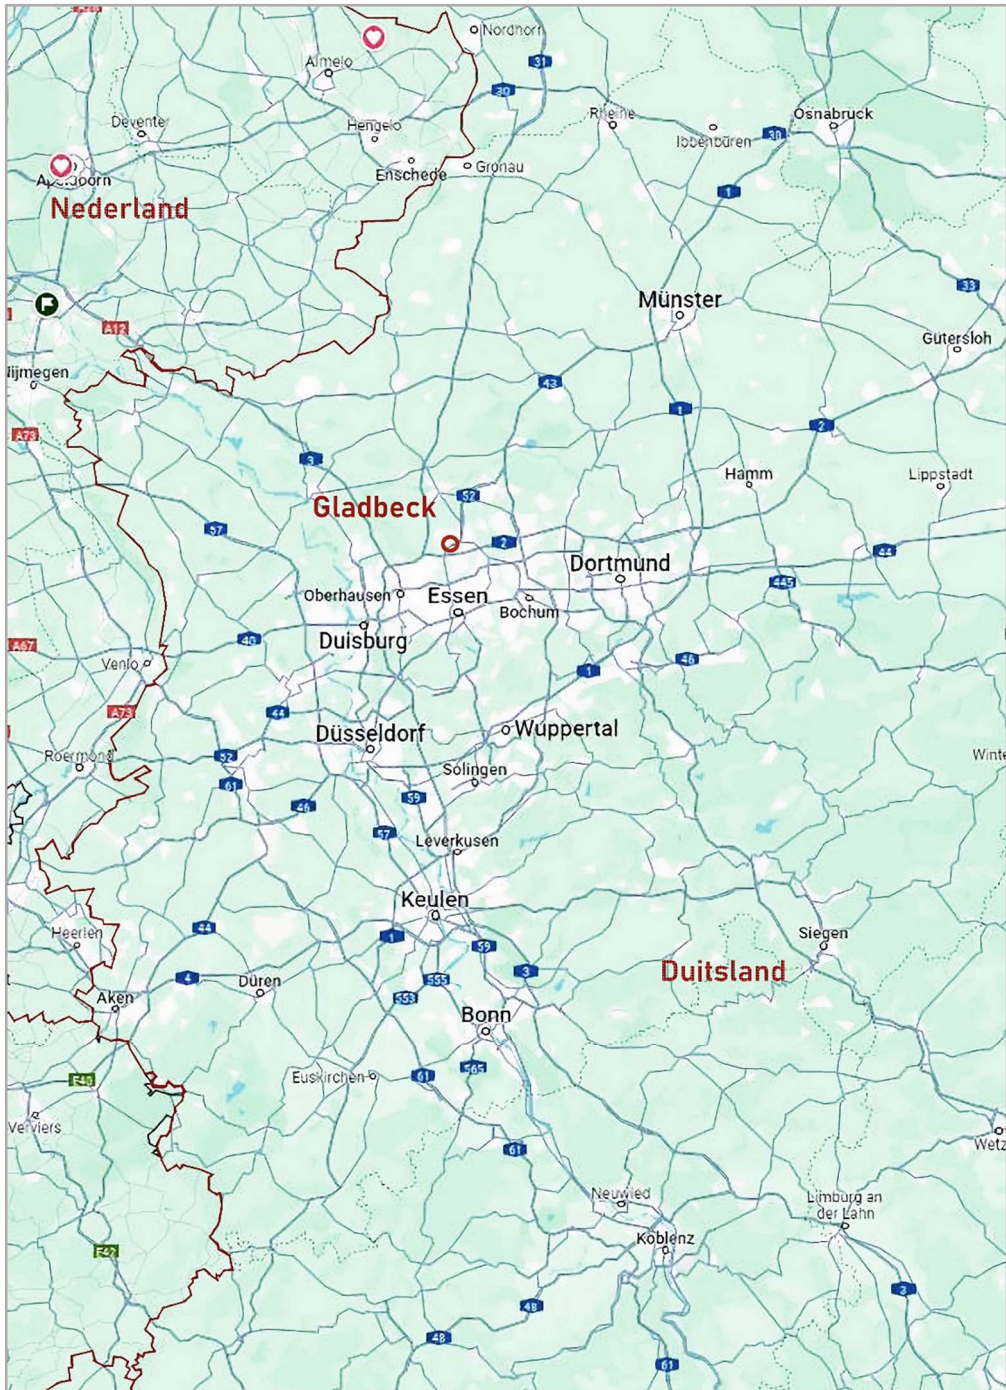 Nordhorn
Almelo
31
30
Deventer
Hengelo
Rheine
Ibbenbüren
30
Osnabrück
Apeldoorn
Enschede
Gronau
1
Nederland
33
Münster
A12
Gütersloh
Nijmegen
43
1
2
A73
3
Hamm
Lippstadt
52
Gladbeck
57
2
44
Dortmund
445
Oberhausen
Essen
Bochum
Duisburg
40
A67
Venlo
46
1
A73
44
Düsseldorf
Wuppertal
52
Roermond
Winte
61
Solingen
46
59
57
Leverkusen
Keulen
44
1
59
Heerlen
Siegen
3
Duitsland
4
555
Düren
553
Aken
Bonn
565
61
Euskirchen
E40
Verviers
61
Wetz
Neuwied
Limburg an
der Lahn
Koblenz
E42
3
48
48
61